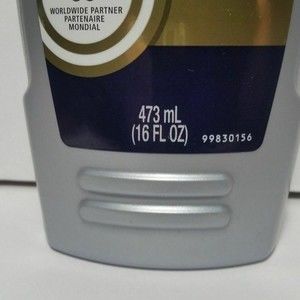 WORLDWIDE PARTNER
PARTENAIRE
MONDIAL
473 mL
(16 FL OZ)
99830156